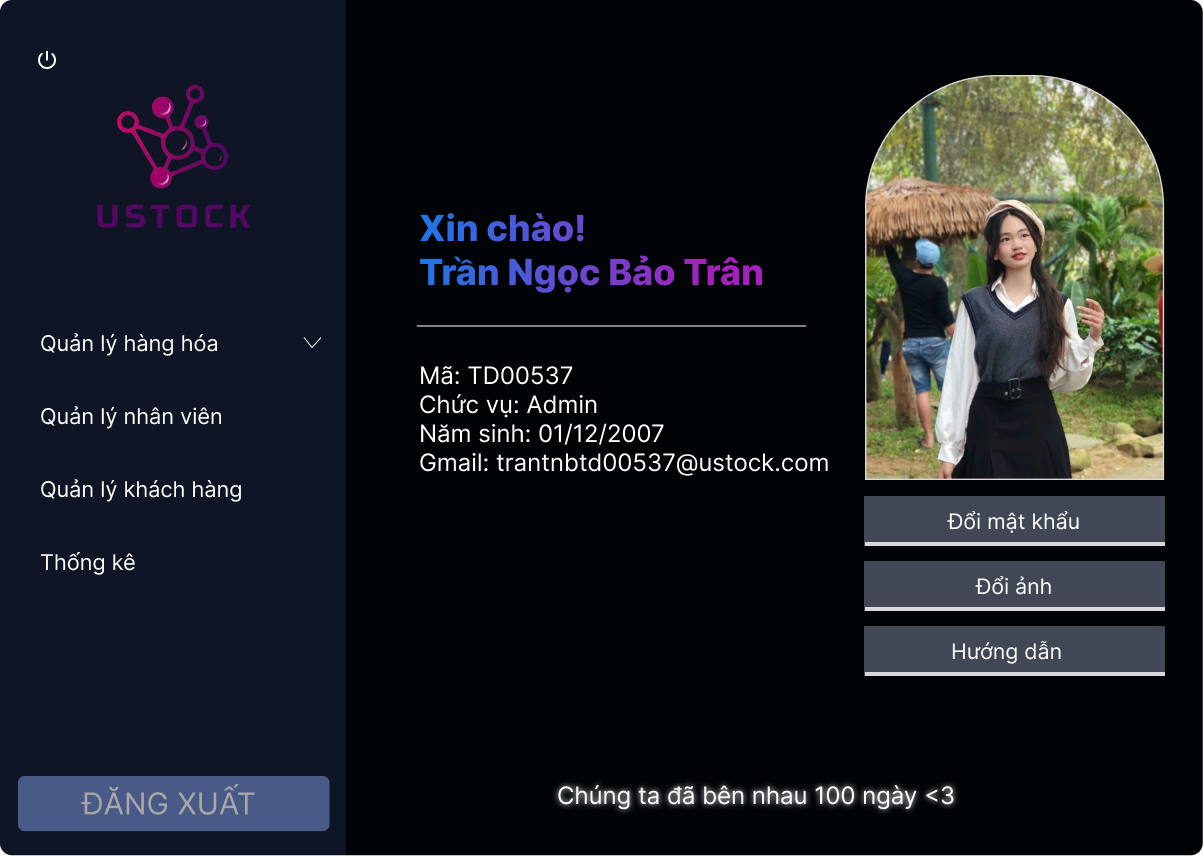 USTOCK
Quản lý hàng hóa
Quản lý nhân viên
Quản lý khách hàng
Thống kê
ĐĂNG XUẤT
Xin chào!
Trần Ngọc Bảo Trân
Mã: TD00537
Chức vụ: Admin
Năm sinh: 01/12/2007
Gmail: trantnbtd00537@ustock.com
Đổi mật khẩu
Đổi ảnh
Hướng dẫn
Chúng ta đã bên nhau 100 ngày <3